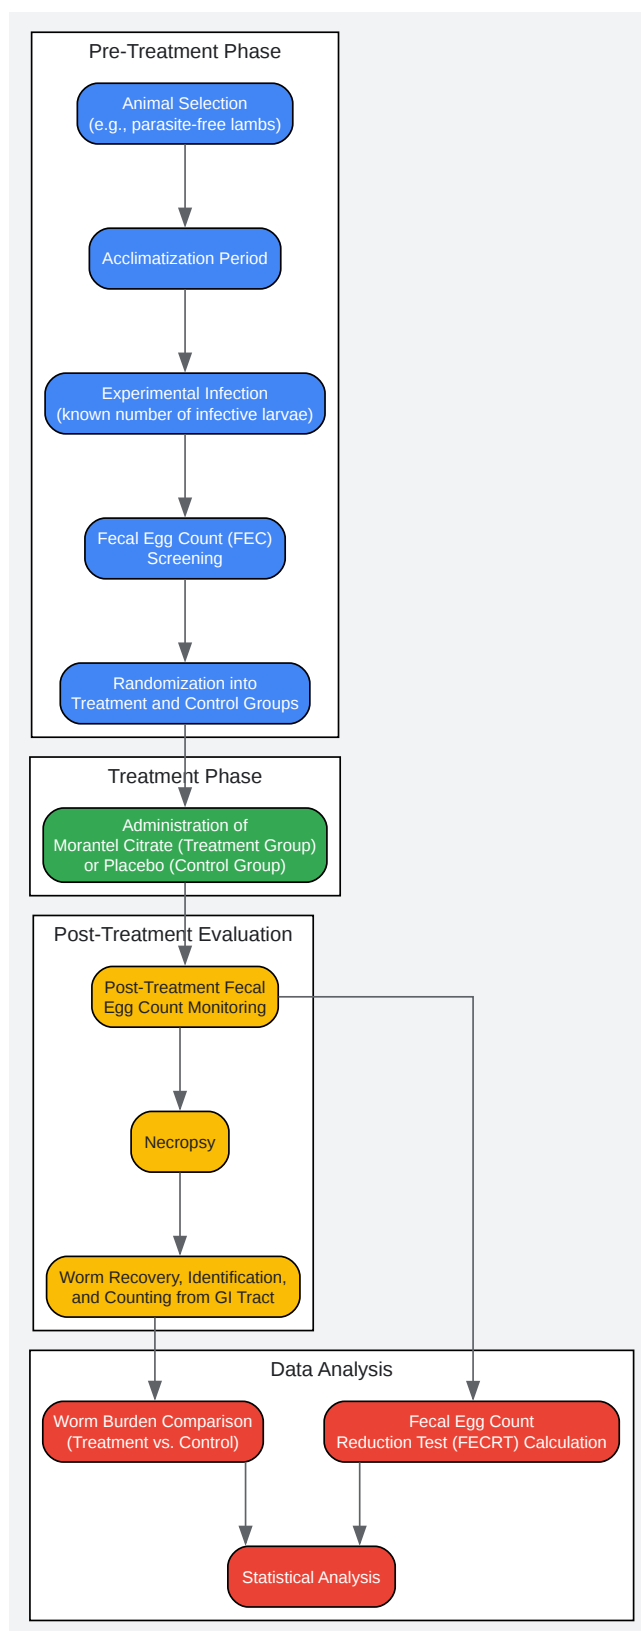 Pre-Treatment Phase
Animal Selection
(e.g., parasite-free lambs)
Acclimatization Period
Experimental Infection
(known number of infective larvae)
Fecal Egg Count (FEC)
Screening
Randomization into
Treatment and Control Groups
Treatment Phase
Administration of
Morantel Citrate (Treatment Group)
or Placebo (Control Group)
Post-Treatment Evaluation
Post-Treatment Fecal
Egg Count Monitoring
Necropsy
Worm Recovery, Identification,
and Counting from GI Tract
Data Analysis
Worm Burden Comparison
(Treatment vs. Control)
Fecal Egg Count
Reduction Test (FECRT) Calculation
Statistical Analysis